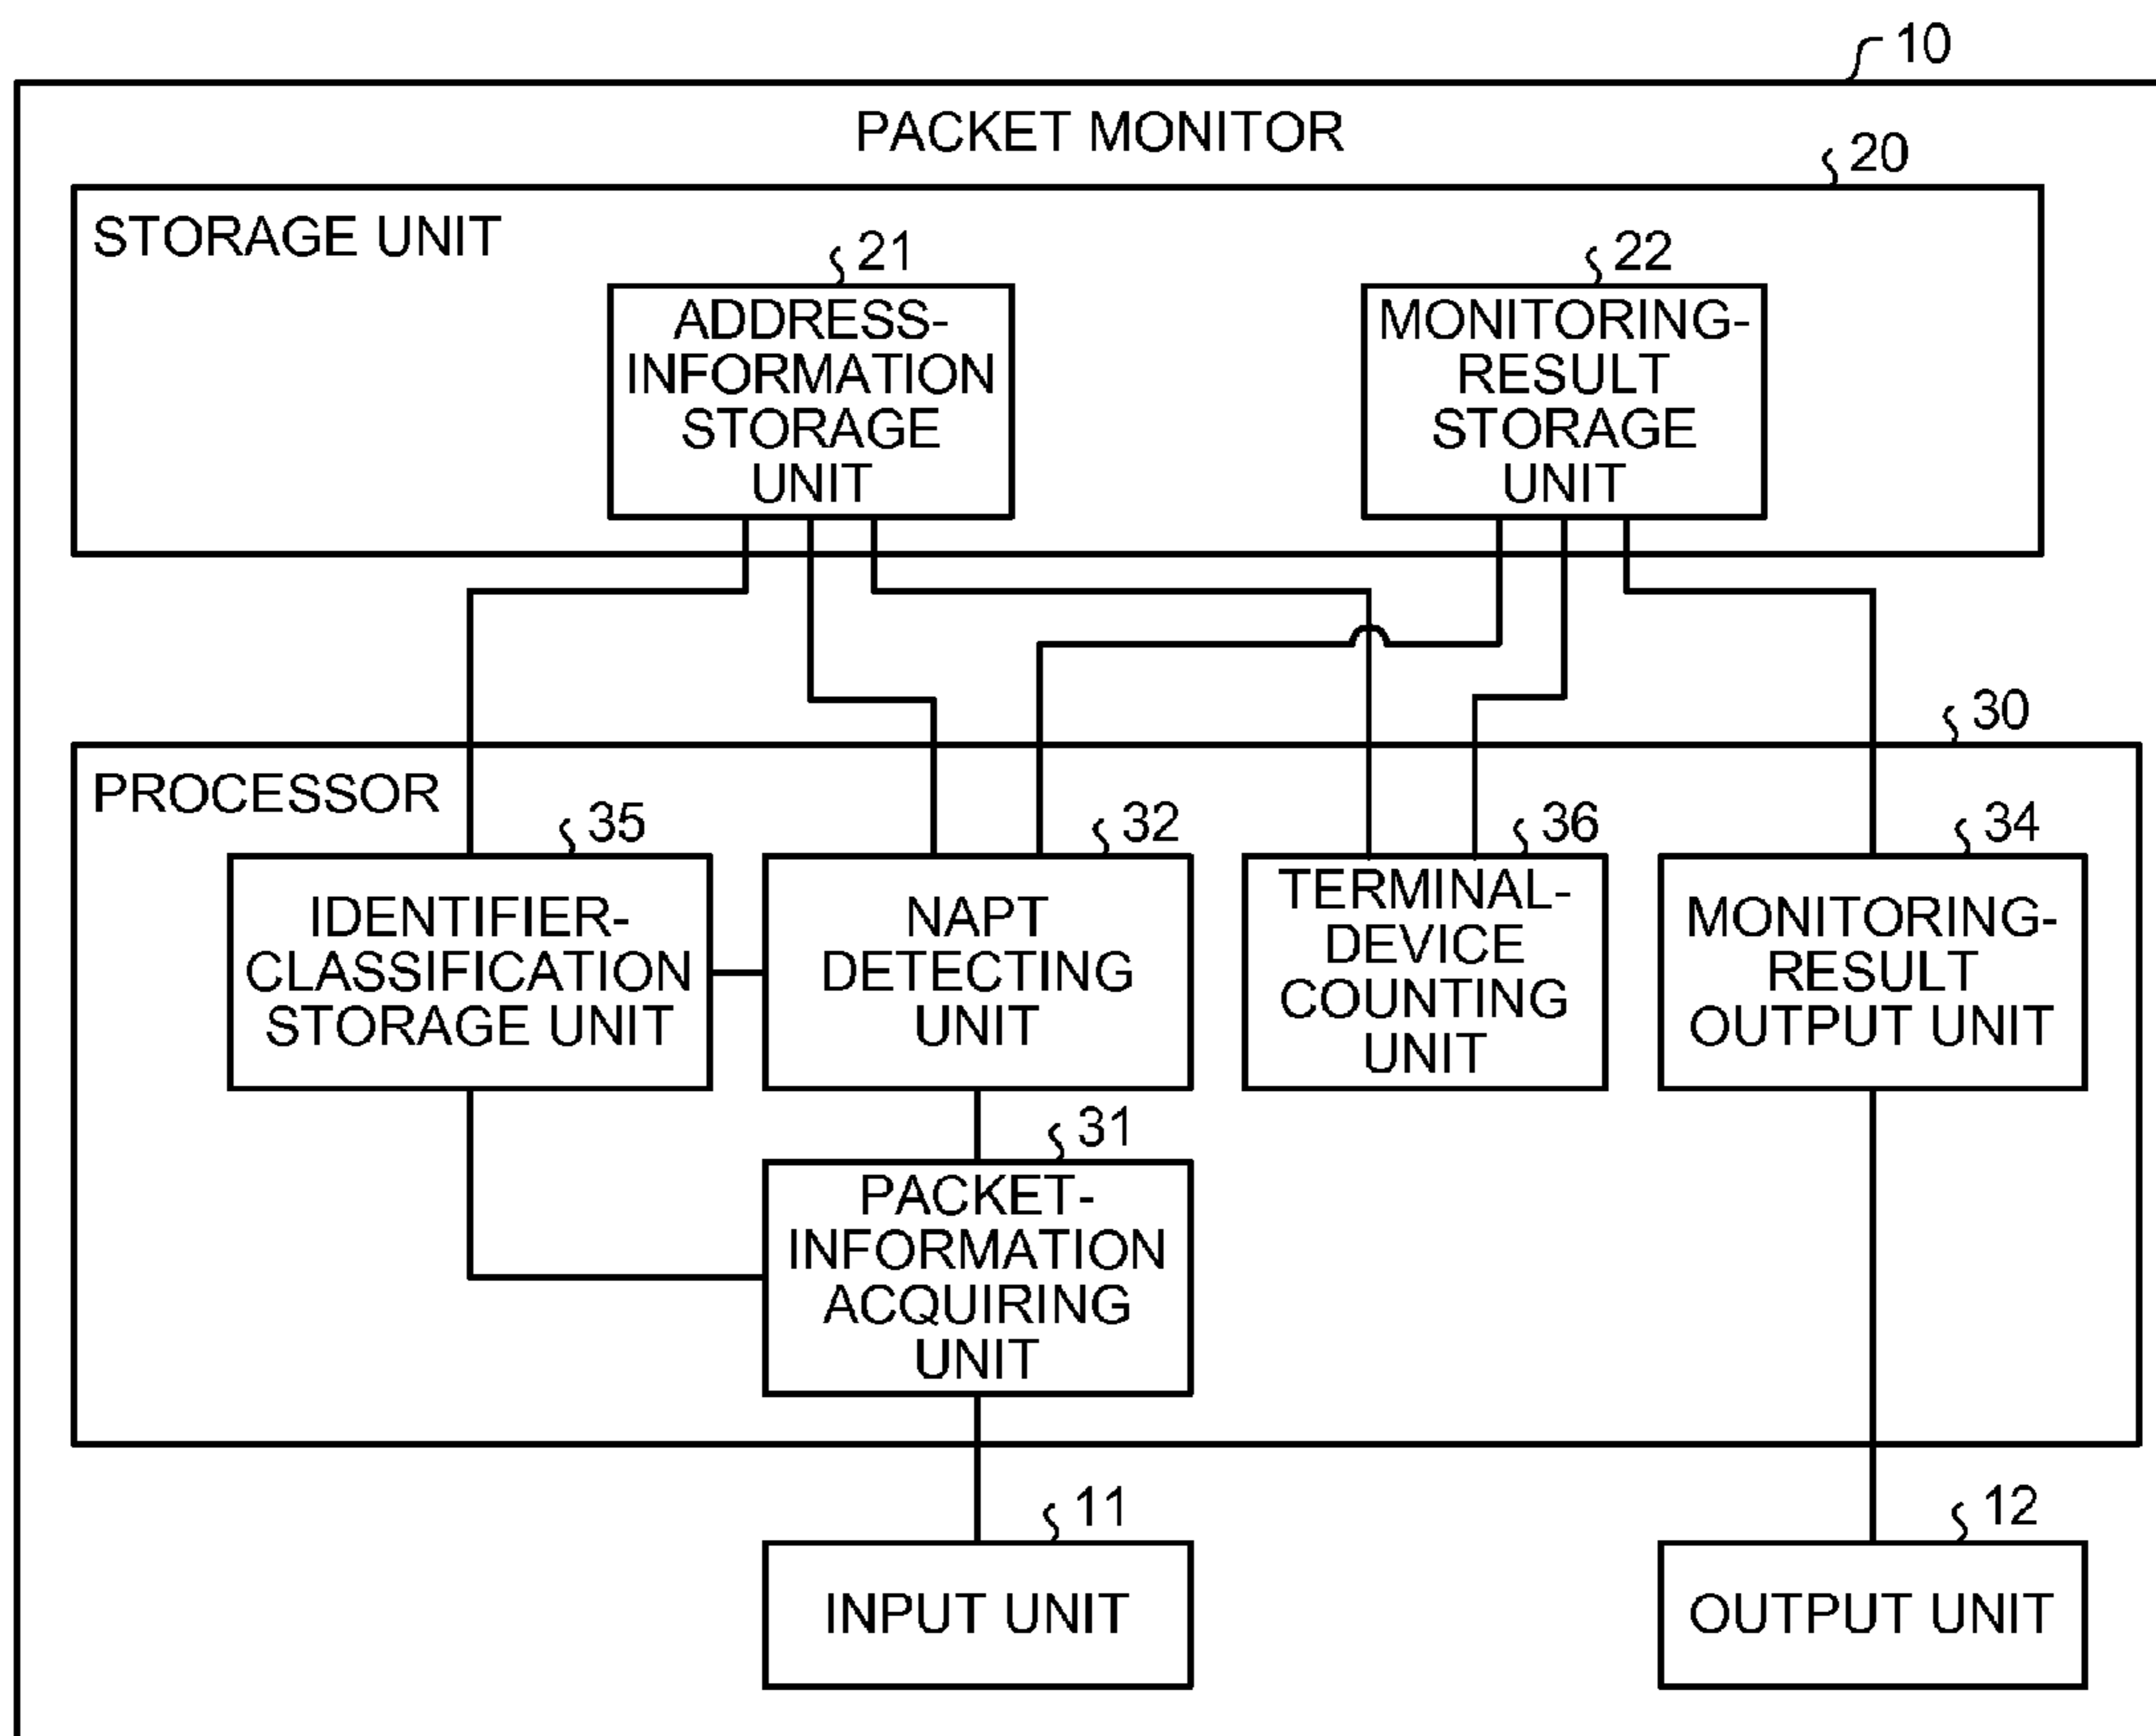 10
PACKET MONITOR
20
STORAGE UNIT
21
ADDRESS-
INFORMATION
STORAGE
UNIT
22
MONITORING-
RESULT
STORAGE
UNIT
30
PROCESSOR
35
IDENTIFIER-
CLASSIFICATION
STORAGE UNIT
32
NAPT
DETECTING
UNIT
36
TERMINAL-
DEVICE
COUNTING
UNIT
34
MONITORING-
RESULT
OUTPUT UNIT
31
PACKET-
INFORMATION
ACQUIRING
UNIT
11
INPUT UNIT
12
OUTPUT UNIT